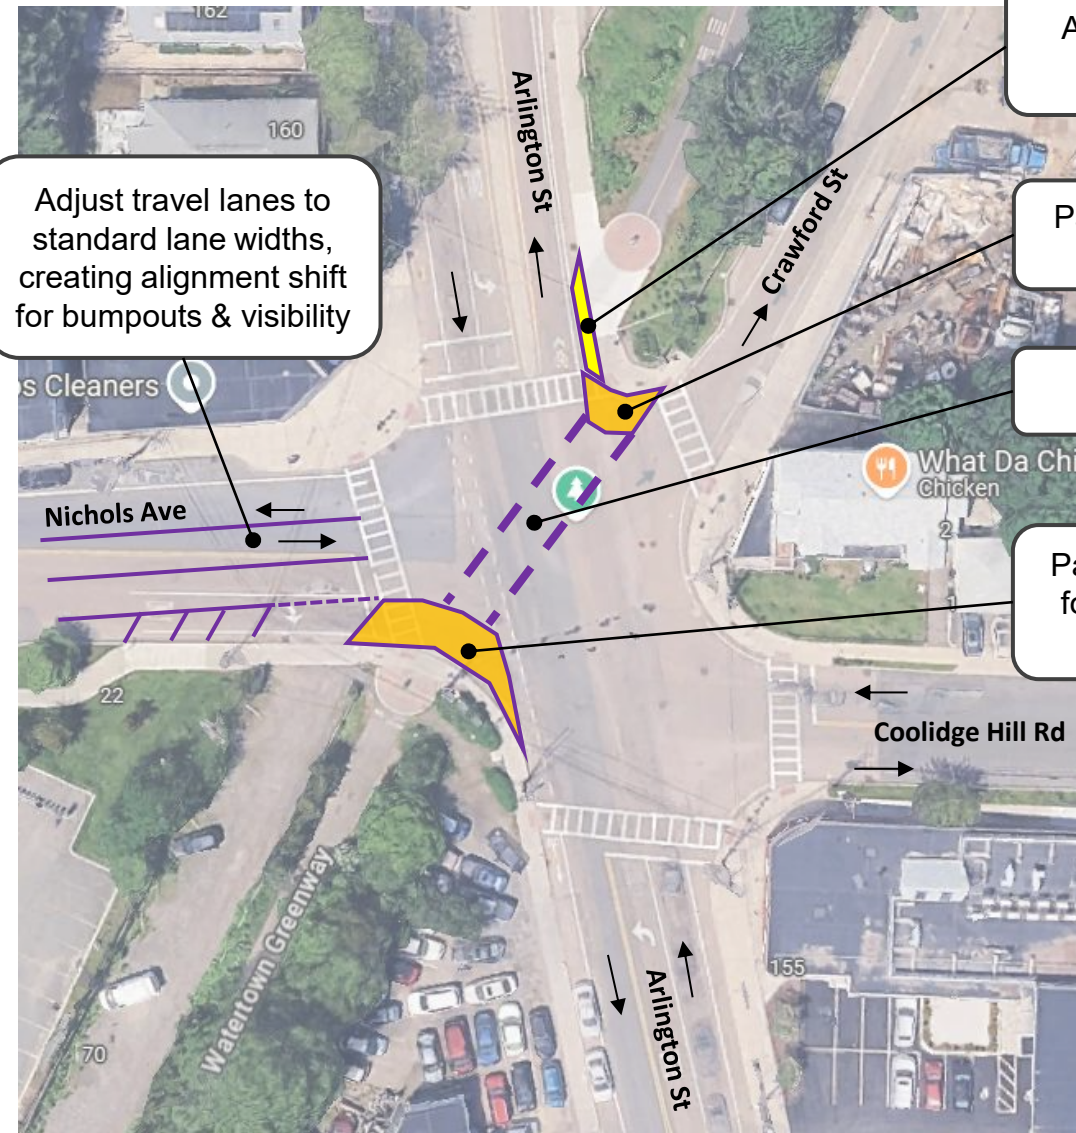 162
160
A
Arlington St
Adjust travel lanes to
standard lane widths,
creating alignment shift
for bumpouts & visibility
P
Crawford St
s Cleaners
What Da Chi
Chicken
Nichols Ave
2
Pa
fo
1
22
Coolidge Hill Rd
Watertown Greenway
155
Arlington St
70